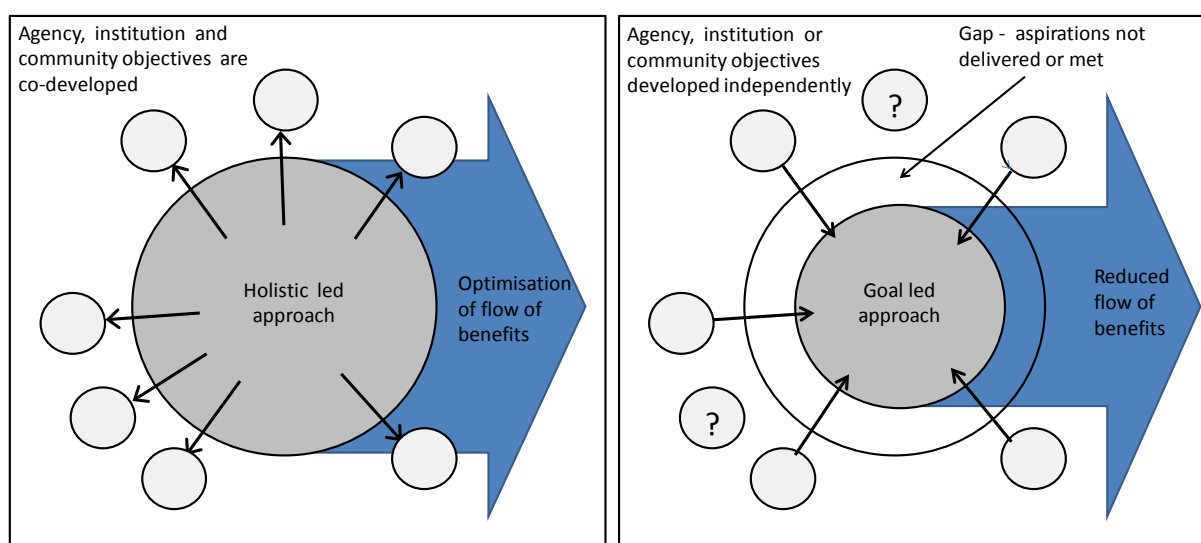 Agency, institution and
community objectives are
co-developed
Holistic led
approach
Optimisation
of flow of
benefits
Agency, institution or
community objectives
developed independently
Gap - aspirations not
delivered or met
?
Goal led
approach
Reduced
flow of
benefits
?